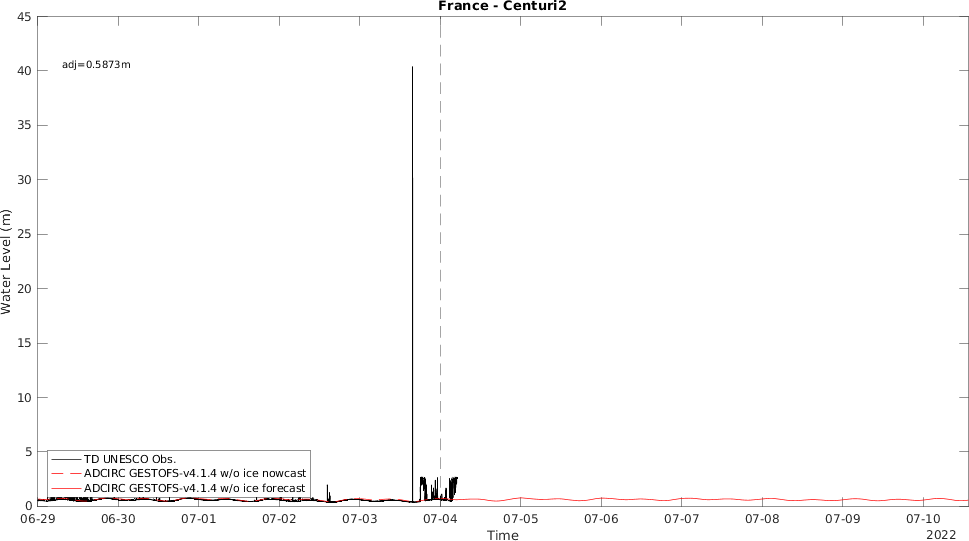 France - Centuri2
adj=0.5873m
45
40
35
30
25
20
15
10
5
0
Water Level (m)
TD UNESCO Obs.
ADCIRC GESTOFS-v4.1.4 w/o ice nowcast
ADCIRC GESTOFS-v4.1.4 w/o ice forecast
06-29 06-30 07-01 07-02 07-03 07-04 07-05 07-06 07-07 07-08 07-09 07-10
Time
2022